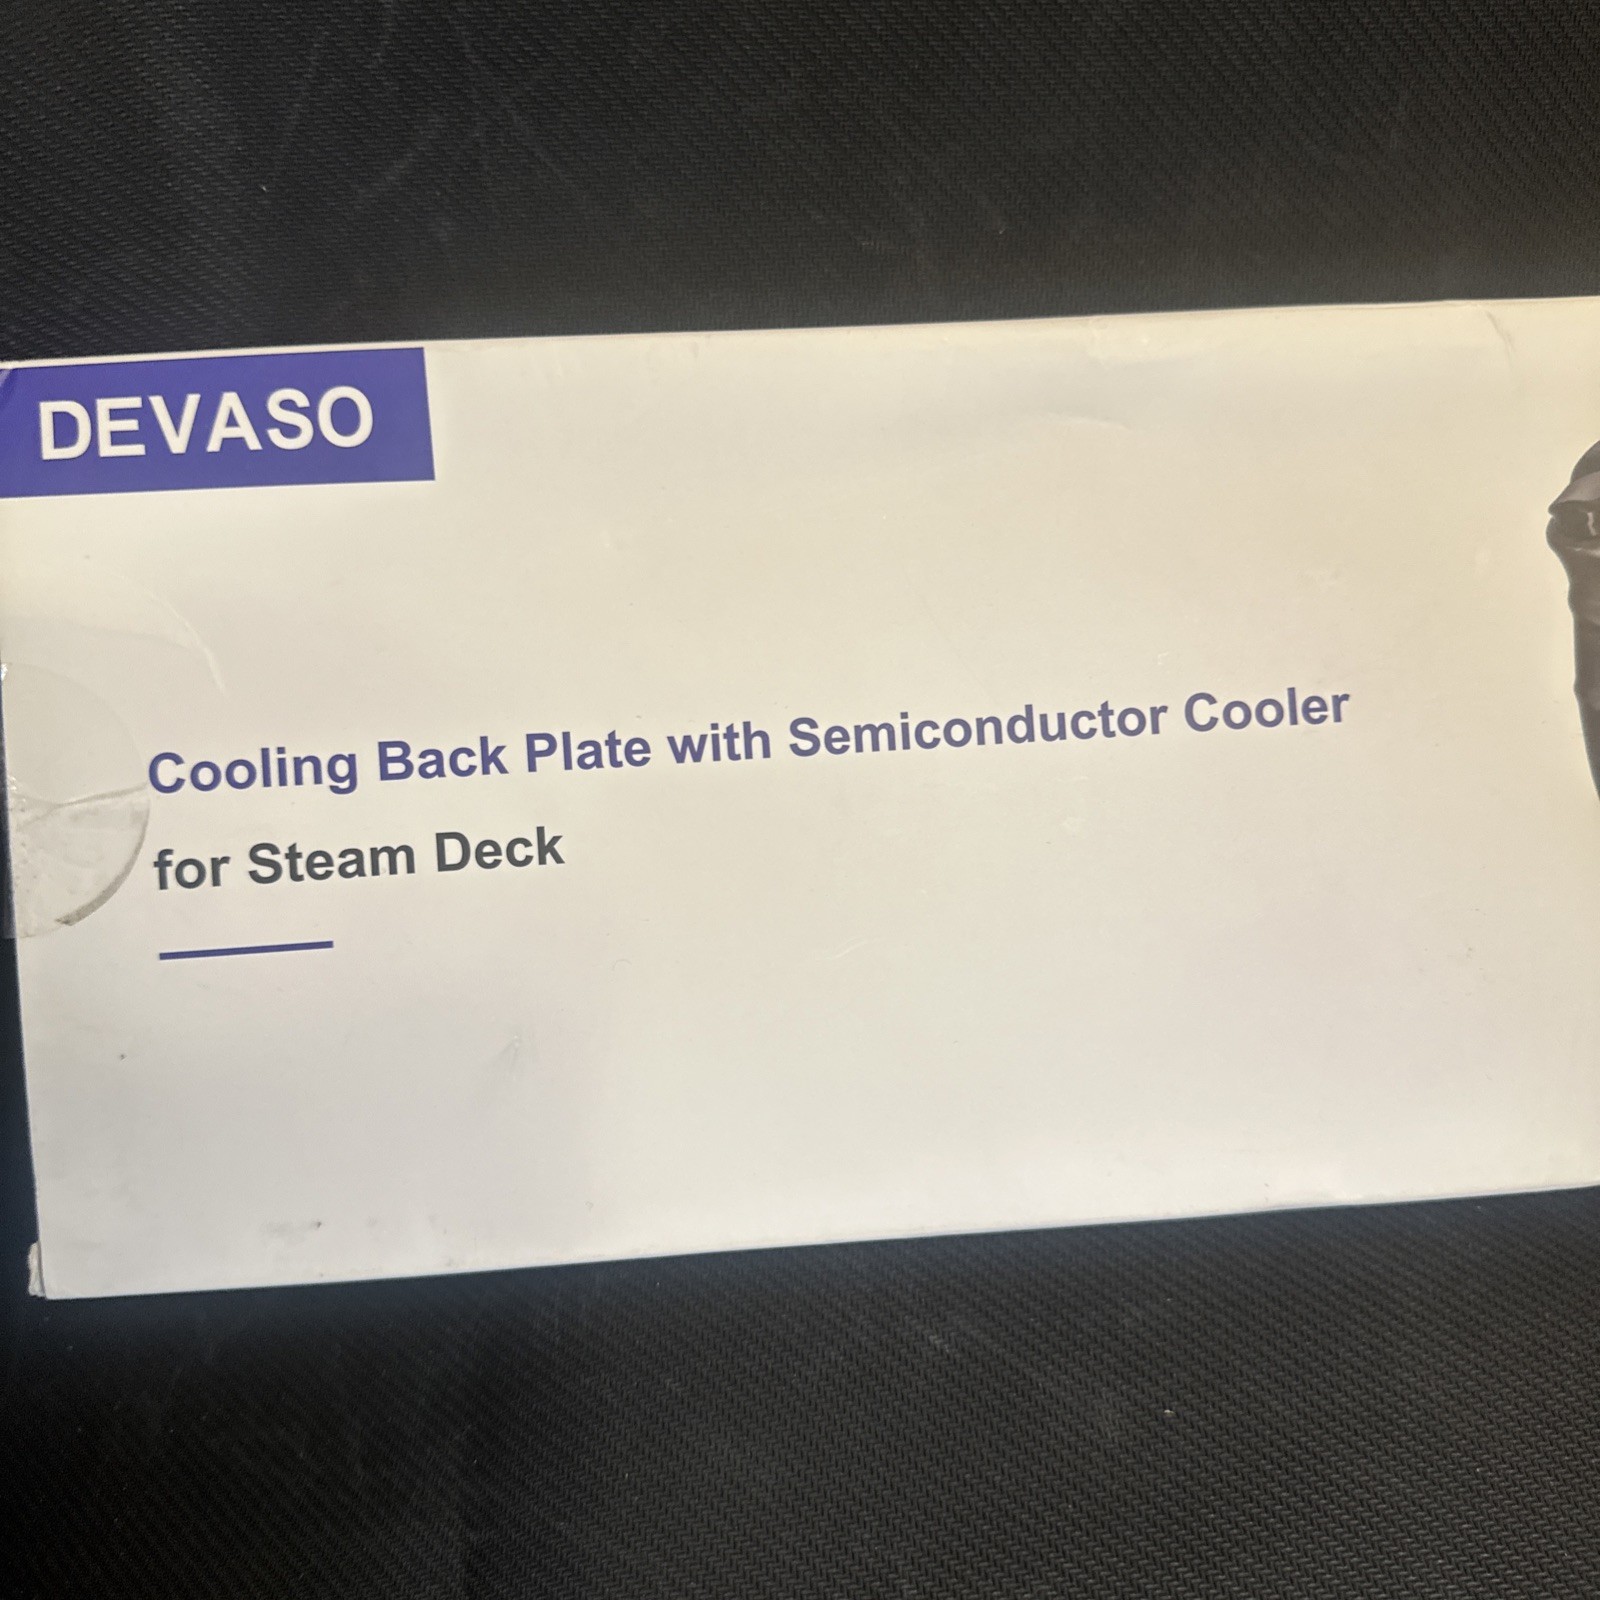 DEVASO
Cooling Back Plate with Semiconductor Cooler
for Steam Deck